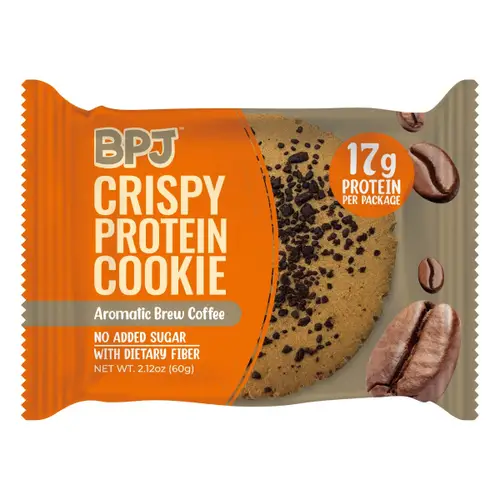 BPJ™
CRISPY
PROTEIN
COOKIE
Aromatic Brew Coffee
NO ADDED SUGAR
WITH DIETARY FIBER
NET WT. 2.12oz (60g)
17g
PROTEIN
PER PACKAGE